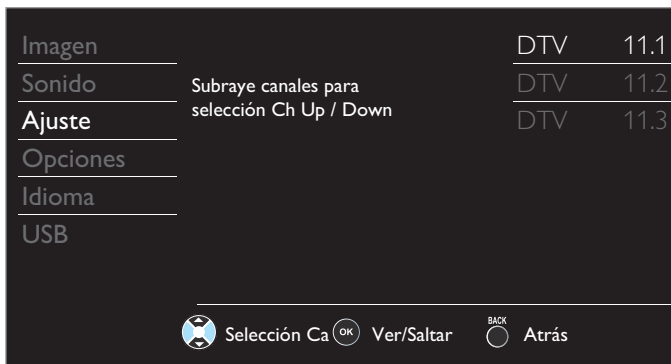 Imagen
Sonido
Ajuste
Opciones
Idioma
USB
Subraye canales para
selección Ch Up / Down
DTV 11.1
DTV 11.2
DTV 11.3
Selección Ca OK Ver/Saltar BACK Atrás